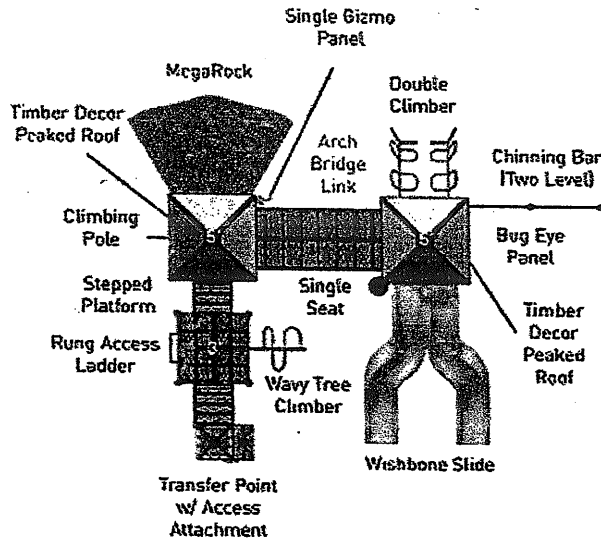 Single Gizmo
Panel
MegaRock
Double
Climber
Timber Decor
Peaked Roof
Arch
Bridge
Link
Chinning Bar
(Two Level)
Climbing
Pole
5
5
Bug Eye
Panel
Stepped
Platform
Single
Seat
Timber
Decor
Peaked
Roof
Rung Access
Ladder
3
Wavy Tree
Climber
Wishbone Slide
Transfer Point
w/ Access
Attachment